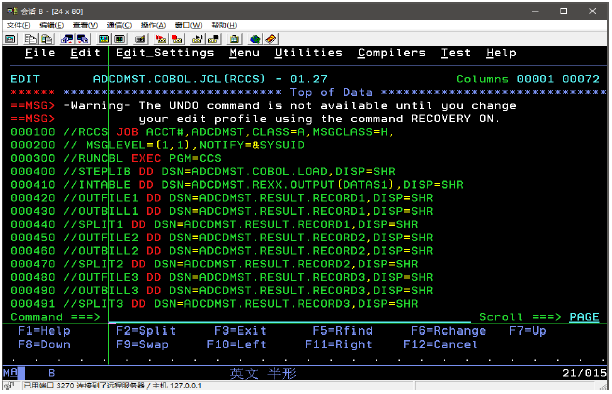 会话 B - [24 x 80]
文件(F) 编辑(E) 查看(V) 通信(C) 操作(A) 窗口(W) 帮助(H)
File Edit Edit_Settings Menu Utilities Compilers Test Help
EDIT ADCDMST.COBOL.JCL(RCCS) - 01.27 Columns 00001 00072
****** **************************** Top of Data ****************************
==MSG> -Warning- The UNDO command is not available until you change
==MSG> your edit profile using the command RECOVERY ON.
000100 //RCCS JOB ACCT#,ADCDMST,CLASS=A,MSGCLASS=H,
000200 // MSGLEVEL=(1,1),NOTIFY=&SYSUID
000300 //RUNCBL EXEC PGM=CCS
000400 //STEPLIB DD DSN=ADCDMST.COBOL.LOAD,DISP=SHR
000410 //INTABLE DD DSN=ADCDMST.REXX.OUTPUT(DATAS1),DISP=SHR
000420 //OUTFILE1 DD DSN=ADCDMST.RESULT.RECORD1,DISP=SHR
000430 //OUTBILL1 DD DSN=ADCDMST.RESULT.RECORD1,DISP=SHR
000440 //SPLIT1 DD DSN=ADCDMST.RESULT.RECORD1,DISP=SHR
000450 //OUTFILE2 DD DSN=ADCDMST.RESULT.RECORD2,DISP=SHR
000460 //OUTBILL2 DD DSN=ADCDMST.RESULT.RECORD2,DISP=SHR
000470 //SPLIT2 DD DSN=ADCDMST.RESULT.RECORD2,DISP=SHR
000480 //OUTFILE3 DD DSN=ADCDMST.RESULT.RECORD3,DISP=SHR
000490 //OUTBILL3 DD DSN=ADCDMST.RESULT.RECORD3,DISP=SHR
000491 //SPLIT3 DD DSN=ADCDMST.RESULT.RECORD3,DISP=SHR
Command ===> Scroll ===> PAGE
F1=Help F2=Split F3=Exit F5=Rfind F6=Rchange F7=Up
F8=Down F9=Swap F10=Left F11=Right F12=Cancel
MA B 英文 半形 21/015
已用端口 3270 连接到了远程服务器/主机 127.0.0.1